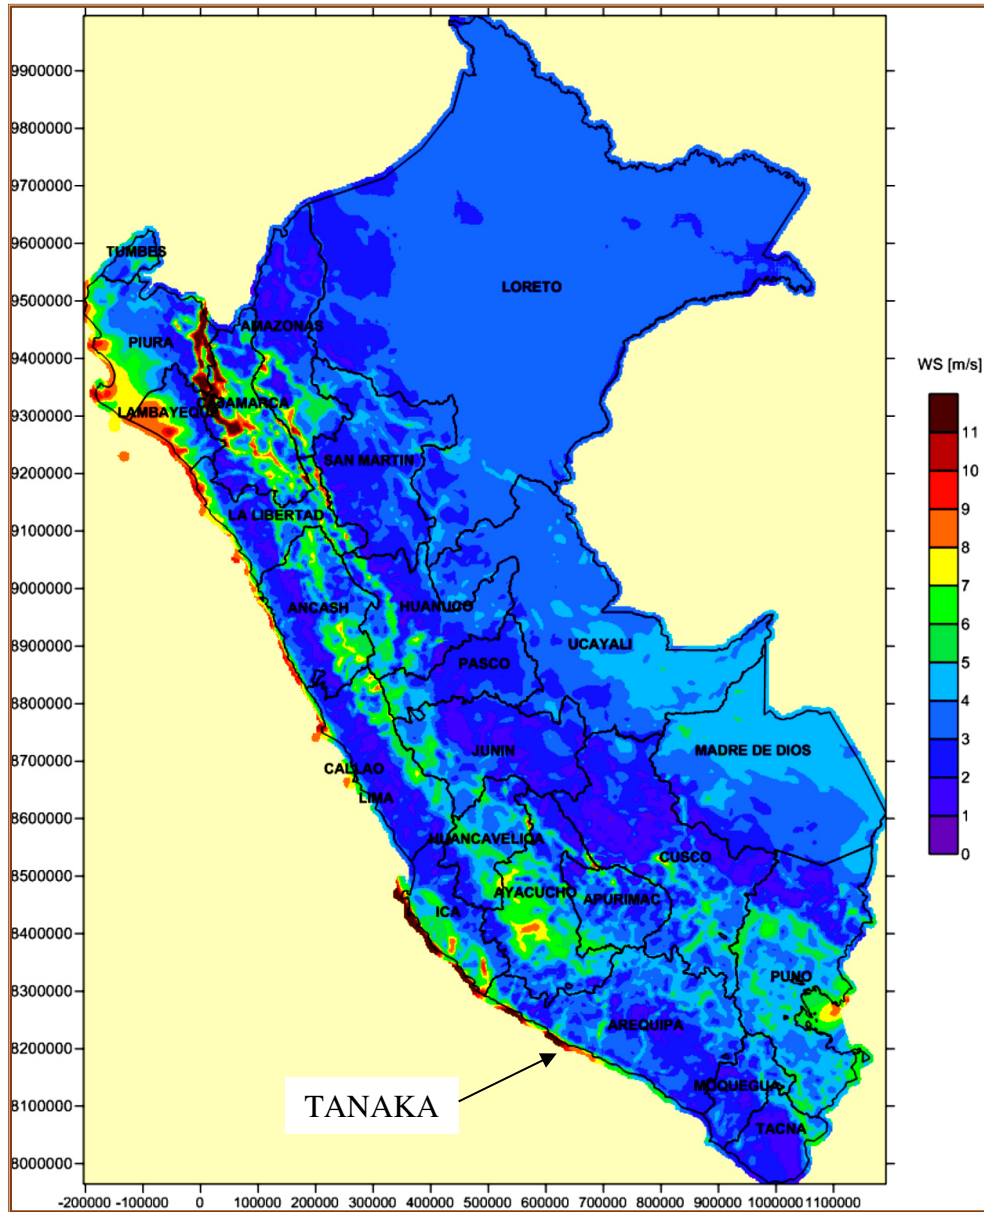 9900000
9800000
9700000
9600000
9500000
9400000
9300000
9200000
9100000
9000000
8900000
8800000
8700000
8600000
8500000
8400000
8300000
8200000
8100000
8000000
TUMBES
LORETO
AMAZONAS
PIURA
CAJAMARCA
LAMBAYEQUE
SAN MARTIN
LA LIBERTAD
ANCASH
HUANUCO
UCAYALI
PASCO
JUNIN
MADRE DE DIOS
CALLAO
LIMA
HUANCAVELICA
CUSCO
AYACUCHO
APURIMAC
ICA
PUNO
AREQUIPA
MOQUEGUA
TACNA
TANAKA
WS [m/s]
11
10
9
8
7
6
5
4
3
2
1
0
-200000 -100000 0 100000 200000 300000 400000 500000 600000 700000 800000 900000 1000000 1100000